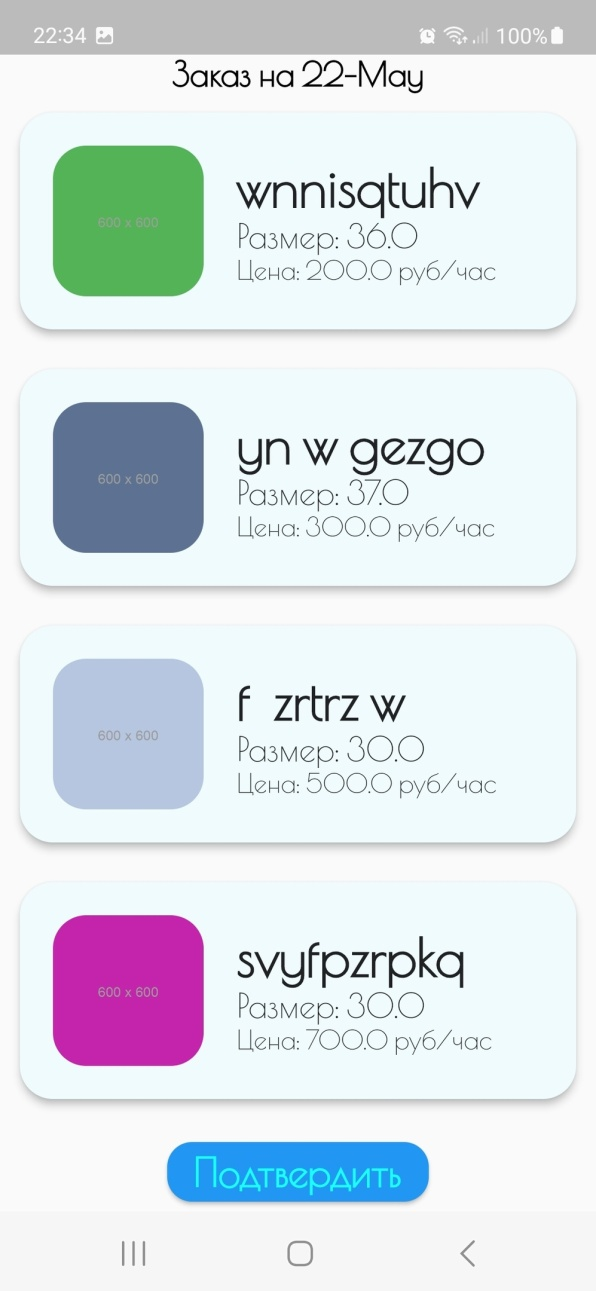 22:34 100%
Заказ на 22-May
600 x 600
wnnisqtuhv
Размер: 36.0
Цена: 200.0 руб/час
600 x 600
yn w gezgo
Размер: 37.0
Цена: 300.0 руб/час
600 x 600
f  zrtrz w
Размер: 30.0
Цена: 500.0 руб/час
600 x 600
svyfpzrpkq
Размер: 30.0
Цена: 700.0 руб/час
Подтвердить